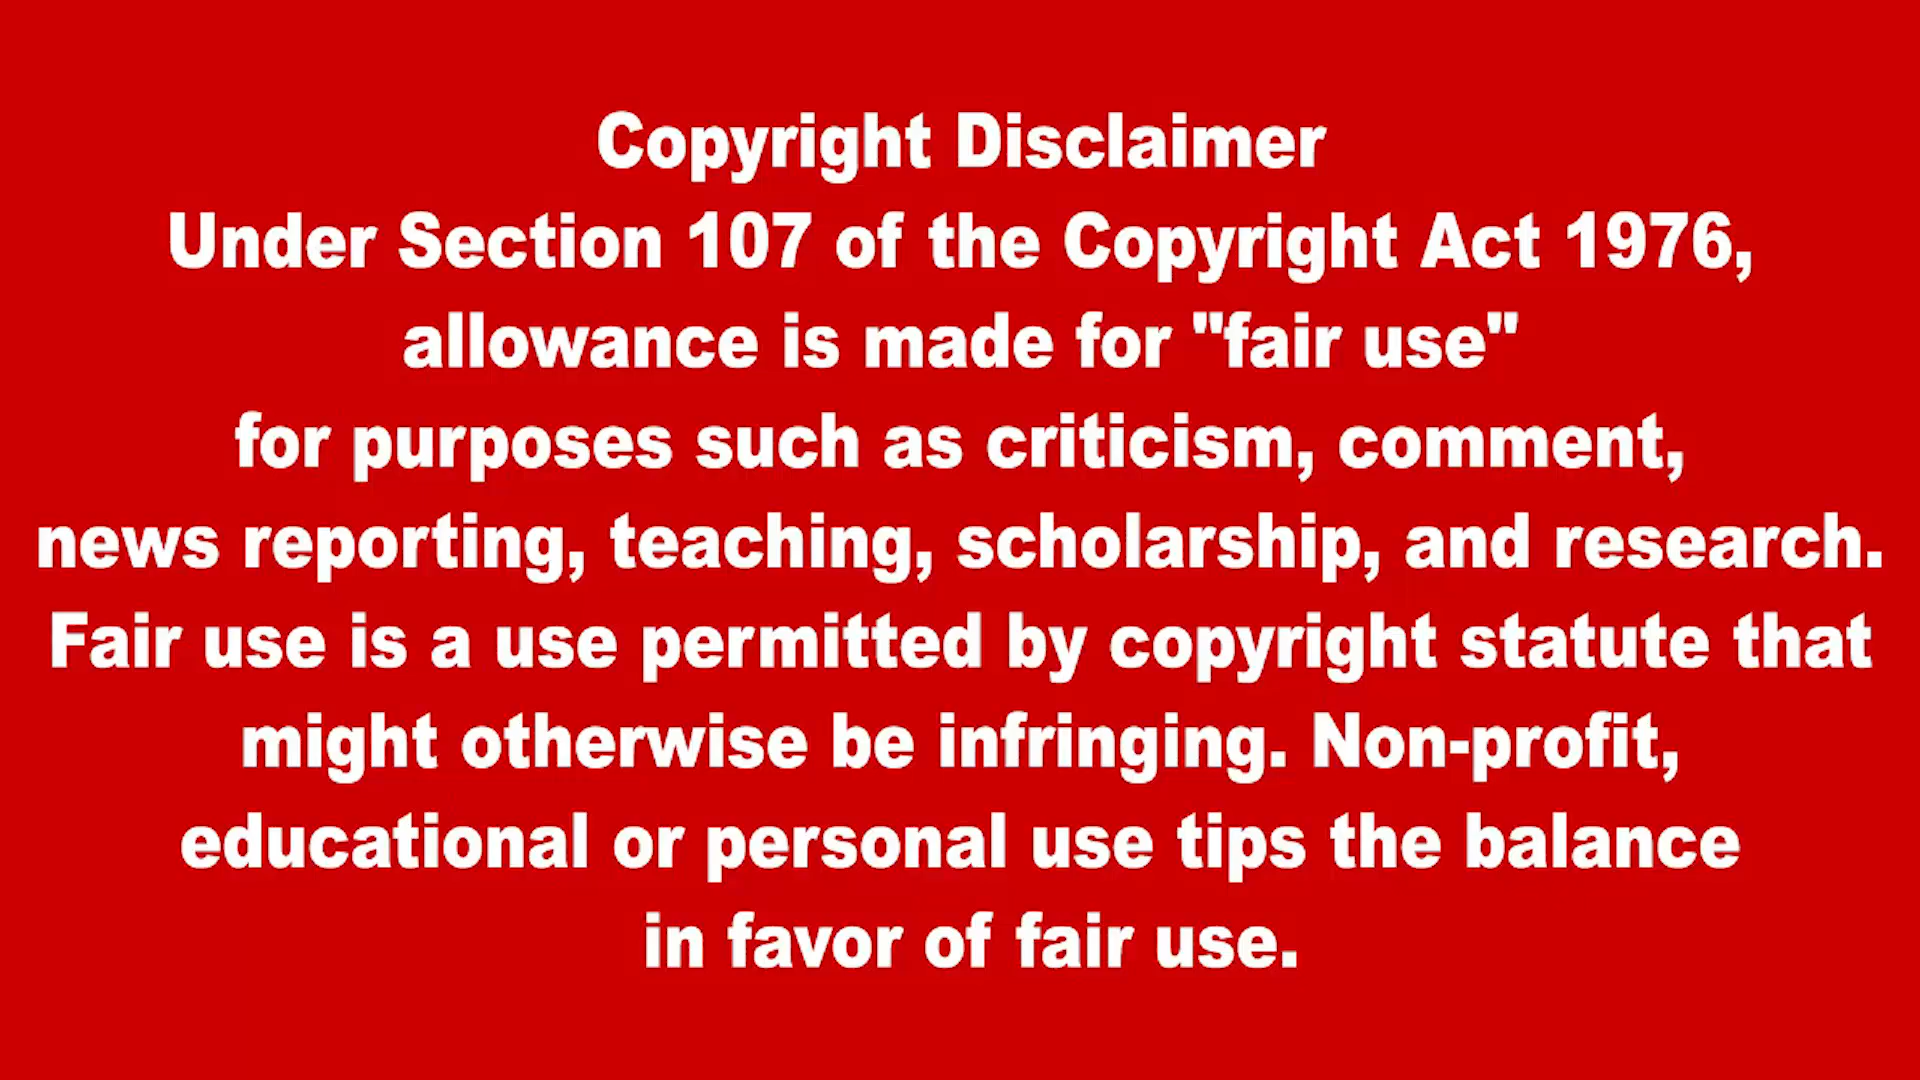 Copyright Disclaimer
Under Section 107 of the Copyright Act 1976,
allowance is made for "fair use"
for purposes such as criticism, comment,
news reporting, teaching, scholarship, and research.
Fair use is a use permitted by copyright statute that
might otherwise be infringing. Non-profit,
educational or personal use tips the balance
in favor of fair use.